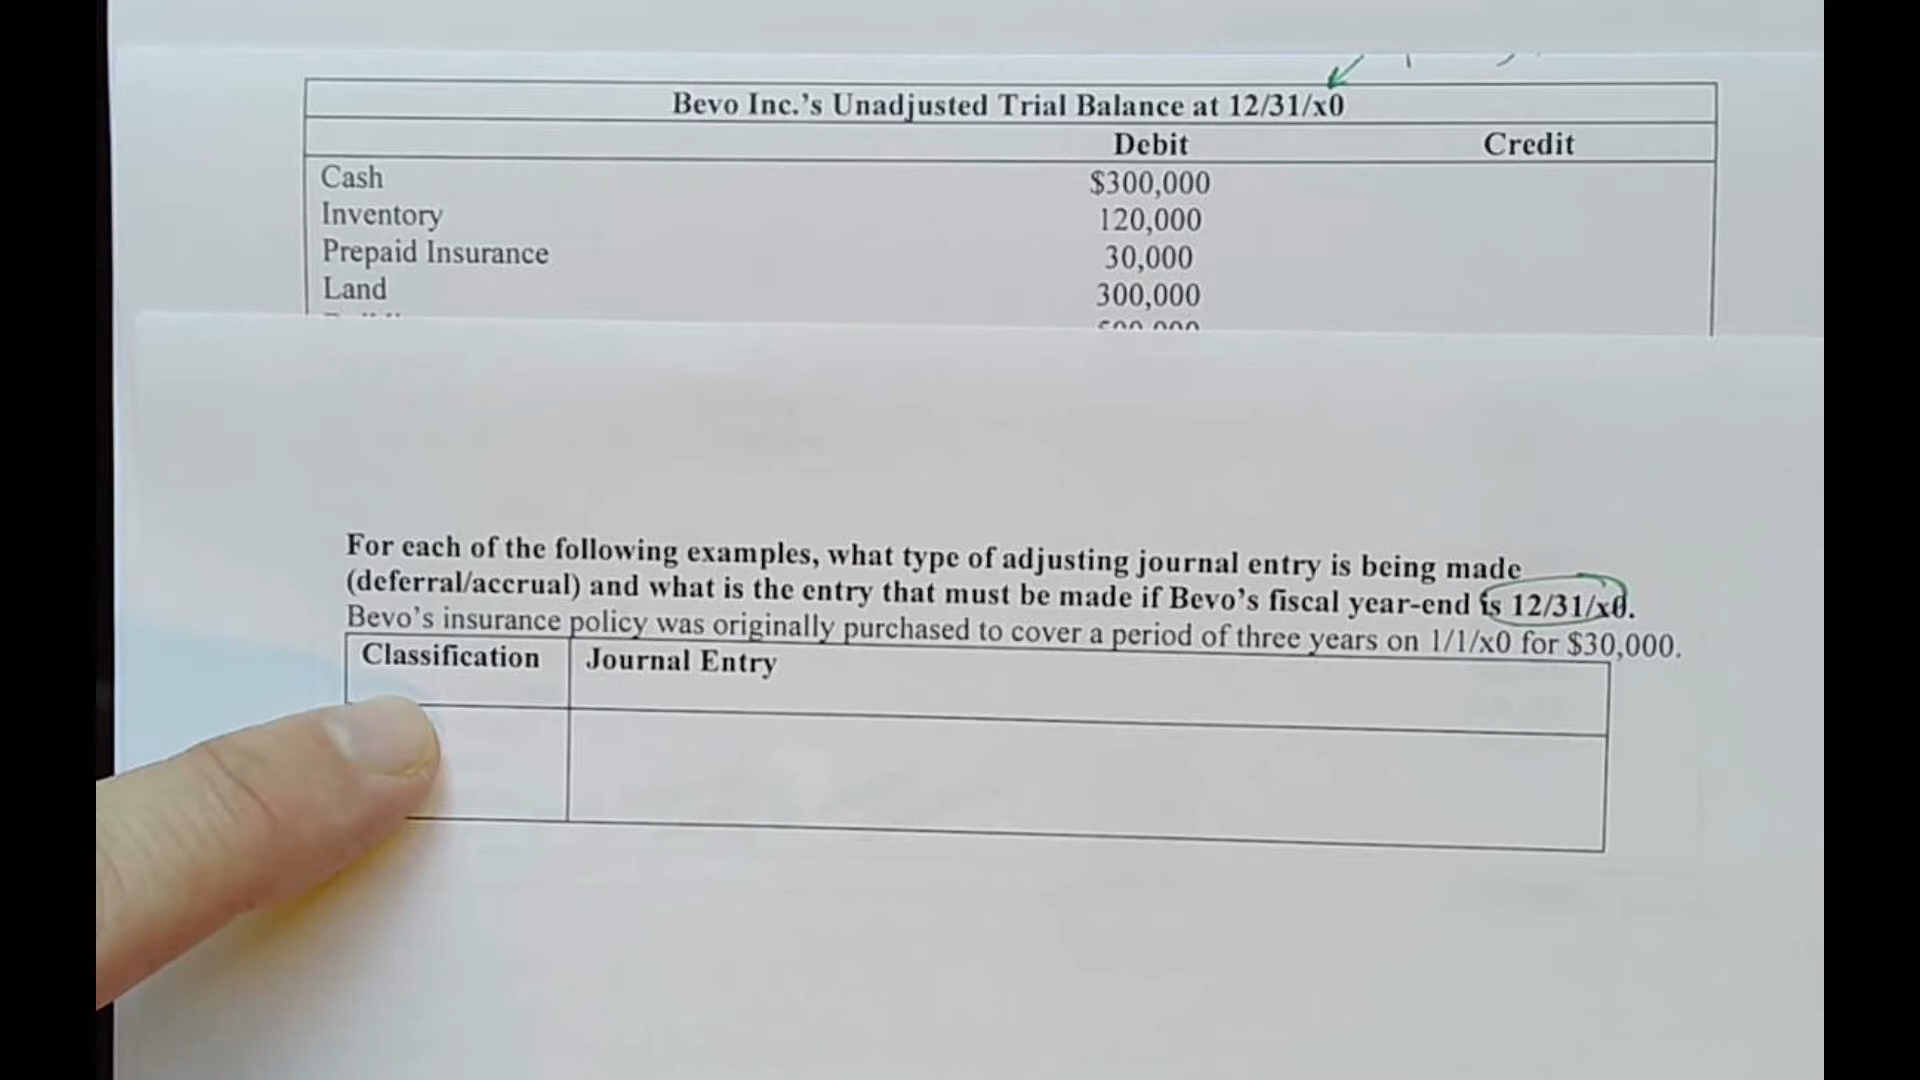 Bevo Inc.'s Unadjusted Trial Balance at 12/31/x0
Debit Credit
Cash $300,000
Inventory 120,000
Prepaid Insurance 30,000
Land 300,000
For each of the following examples, what type of adjusting journal entry is being made
(deferral/accrual) and what is the entry that must be made if Bevo's fiscal year-end is 12/31/x0.
Bevo's insurance policy was originally purchased to cover a period of three years on 1/1/x0 for $30,000.
Classification Journal Entry